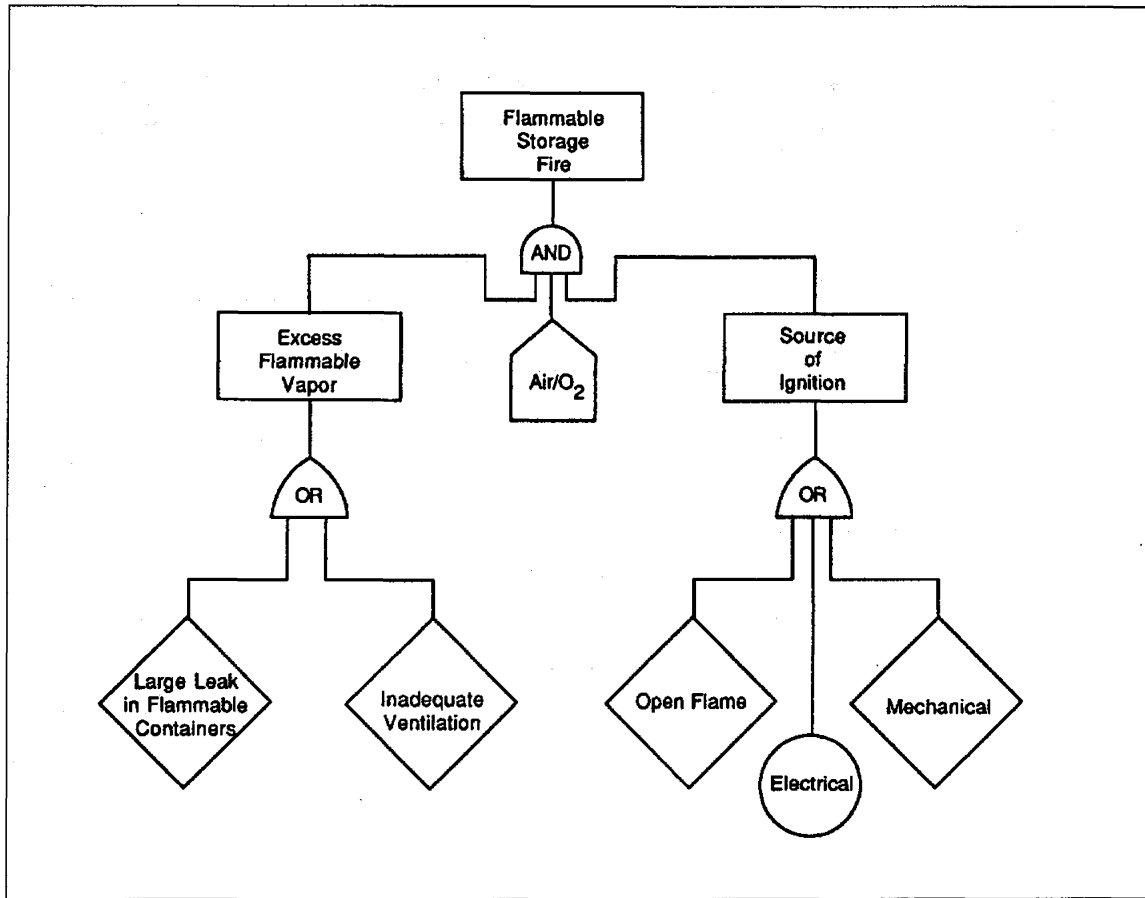 Flammable
Storage
Fire
AND
Excess
Flammable
Vapor
Air/O₂
Source
of
Ignition
OR
OR
Large Leak
in Flammable
Containers
Inadequate
Ventilation
Open Flame
Mechanical
Electrical